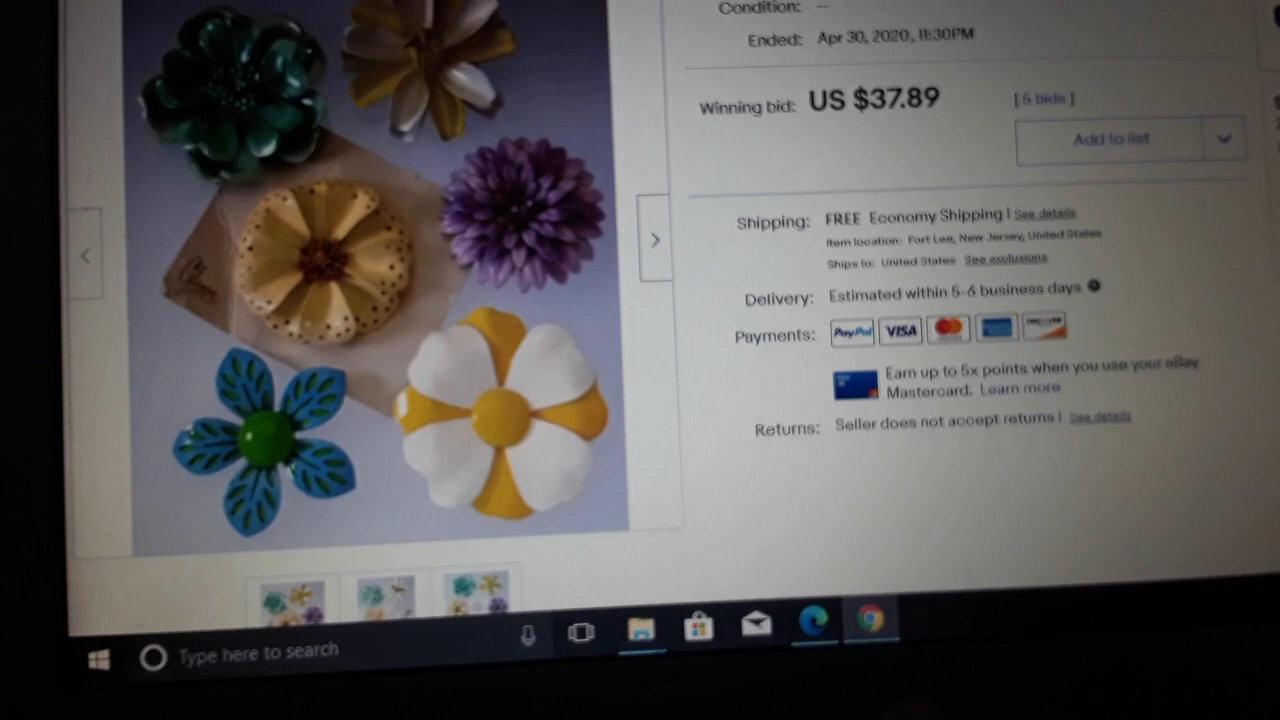 Condition: --
Ended: Apr 30, 2020, 11:30PM
Winning bid: US $37.89 [ 5 bids ]
Add to list
Shipping: FREE Economy Shipping | See details
Item location: Fort Lee, New Jersey, United States
Ships to: United States See exclusions
Delivery: Estimated within 5-6 business days ?
Payments: PayPal VISA DISCOVER
Earn up to 5x points when you use your eBay
Mastercard. Learn more
Returns: Seller does not accept returns | See details
Type here to search